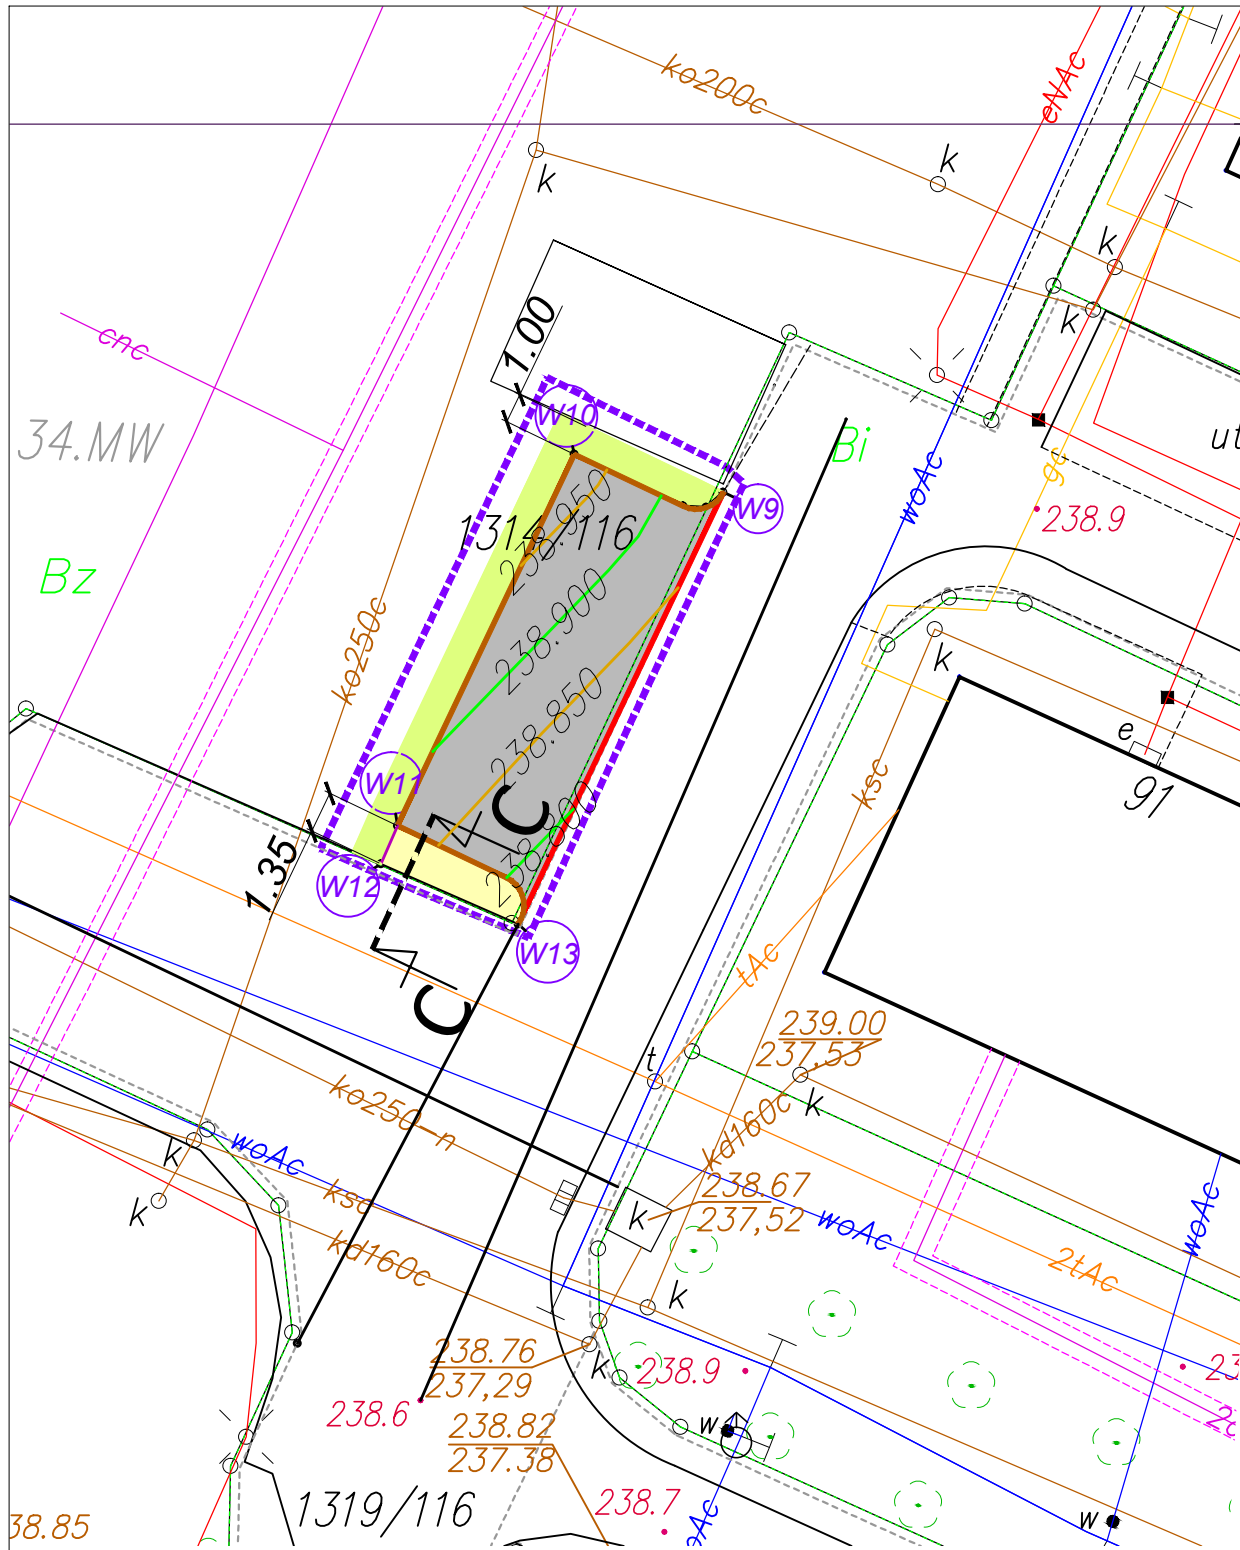 ko200c
eNAc
k
k
k
k
1.00
cnc
34.MW
W10
Bi
ut
woAc
gc
W9
238.9
238.950
1314/116
Bz
238.900
ko250c
k
238.850
e
91
W11
ksc
C
238.800
1.35
W12
W13
tAc
C
239.00
237.53
t
k
ko250-n
kd160c
k
woAc
ksc
238.67
237,52
k
k
woAc
woAc
kd160c
2tAc
k
238.76
237,29
k
238.9
238.6
238.82
237.38
w
238.7
1319/116
w
38.85